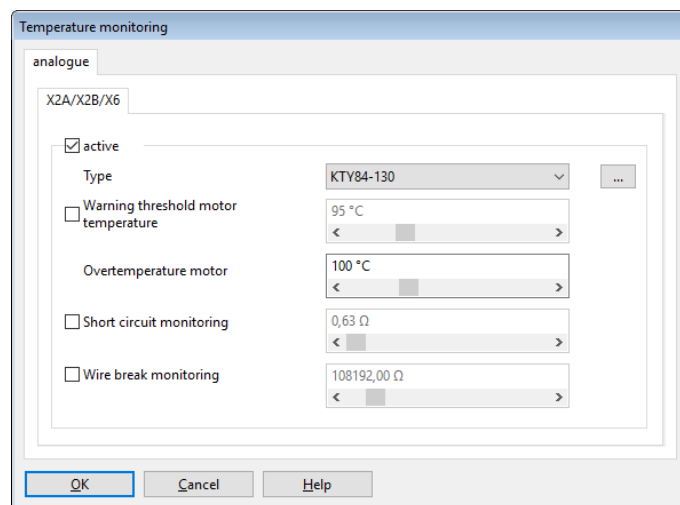 Temperature monitoring
analogue
X2A/X2B/X6
active
Type
KTY84-130
...
Warning threshold motor
temperature
95 °C
Overtemperature motor
100 °C
Short circuit monitoring
0,63 Ω
Wire break monitoring
108192,00 Ω
OK
Cancel
Help